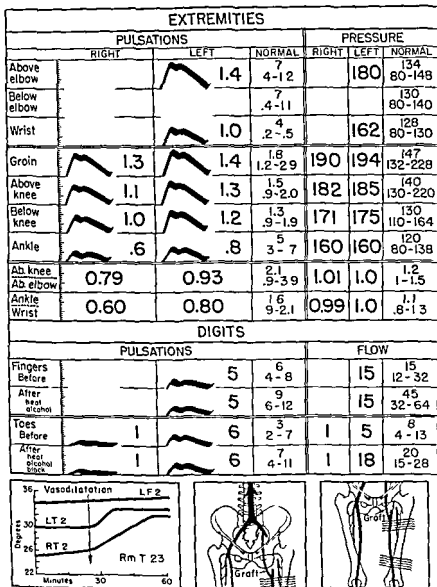 EXTREMITIES
PULSATIONS PRESSURE
RIGHT LEFT NORMAL RIGHT LEFT NORMAL
Above elbow 1.4 .7 .4-1.2 180 134 80-148
Below elbow .7 .4-1.1 130 80-140
Wrist 1.0 .4 .2-.5 162 128 80-130
Groin 1.3 1.4 1.8 1.2-2.9 190 194 147 132-228
Above knee 1.1 1.3 1.5 .9-2.0 182 185 140 130-220
Below knee 1.0 1.2 1.3 .9-1.9 171 175 130 110-164
Ankle .6 .8 .5 .3-.7 160 160 120 80-138
Ab. knee Ab. elbow 0.79 0.93 2.1 .9-3.9 1.01 1.0 1.2 1-1.5
Ankle Wrist 0.60 0.80 1.6 .9-2.1 0.99 1.0 1.1 .8-1.3
DIGITS
PULSATIONS FLOW
Fingers Before 5 6 4-8 15 15 12-32
After heat alcohol 5 9 6-12 15 45 32-64
Toes Before 1 6 3 2-7 1 5 8 4-13
After heat alcohol block 1 6 7 4-11 1 18 20 15-28
36 Vasodilatation LF 2
Degrees
30 LT 2
26 RT 2
22 Rm T 23
Minutes 30 60
Graft
Graft